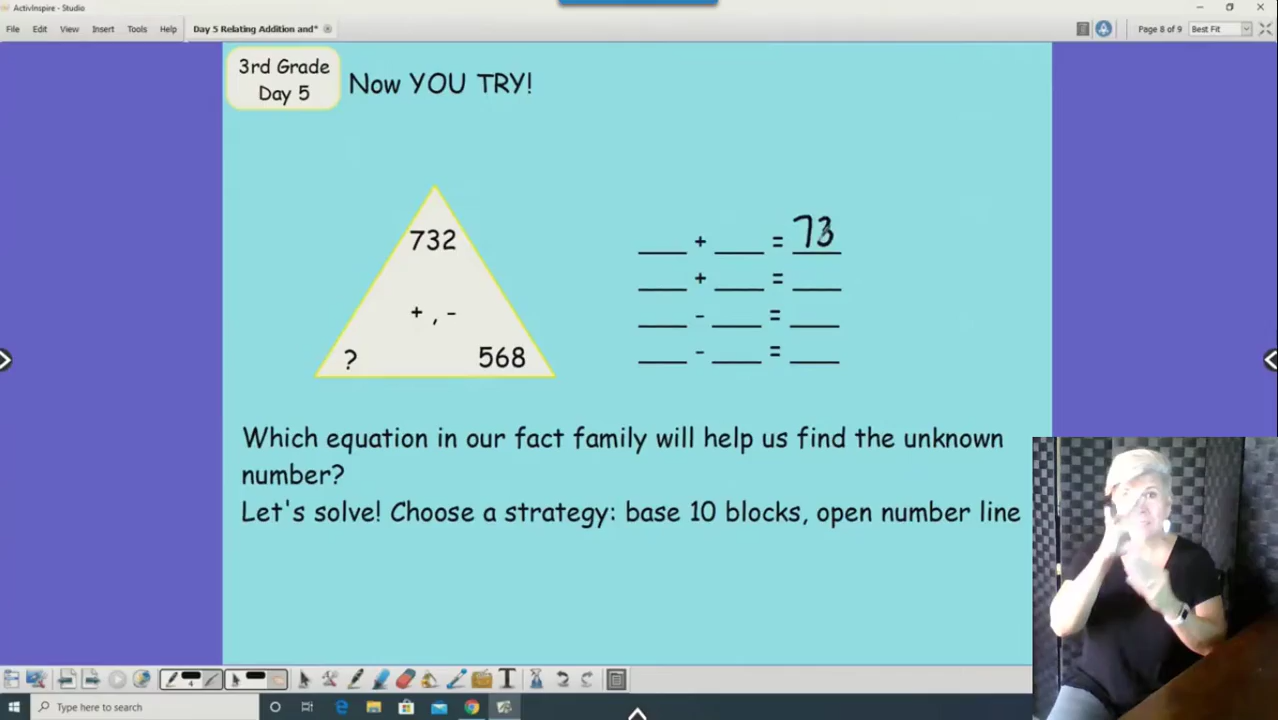 ActivInspire - Studio
File Edit View Insert Tools Help Day 5 Relating Addition and* Page 8 of 9 Best Fit
3rd Grade
Day 5
Now YOU TRY!
732
+ , -
? 568
___ + ___ = 73
___ + ___ = ___
___ - ___ = ___
___ - ___ = ___
Which equation in our fact family will help us find the unknown
number?
Let's solve! Choose a strategy: base 10 blocks, open number line
4
T
Type here to search